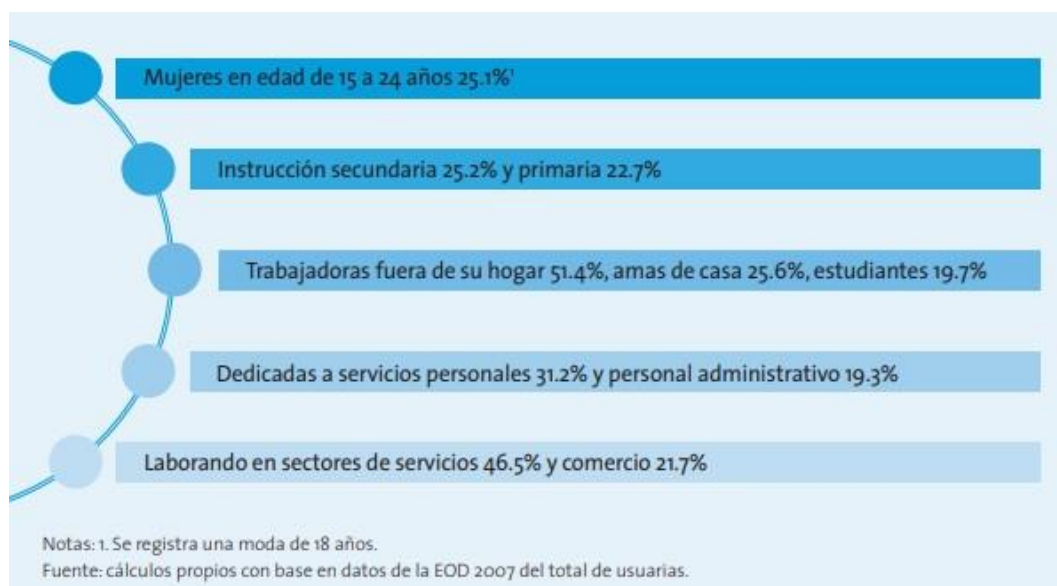 Mujeres en edad de 15 a 24 años 25.1%¹
Instrucción secundaria 25.2% y primaria 22.7%
Trabajadoras fuera de su hogar 51.4%, amas de casa 25.6%, estudiantes 19.7%
Dedicadas a servicios personales 31.2% y personal administrativo 19.3%
Laborando en sectores de servicios 46.5% y comercio 21.7%
Notas: 1. Se registra una moda de 18 años.
Fuente: cálculos propios con base en datos de la EOD 2007 del total de usuarias.